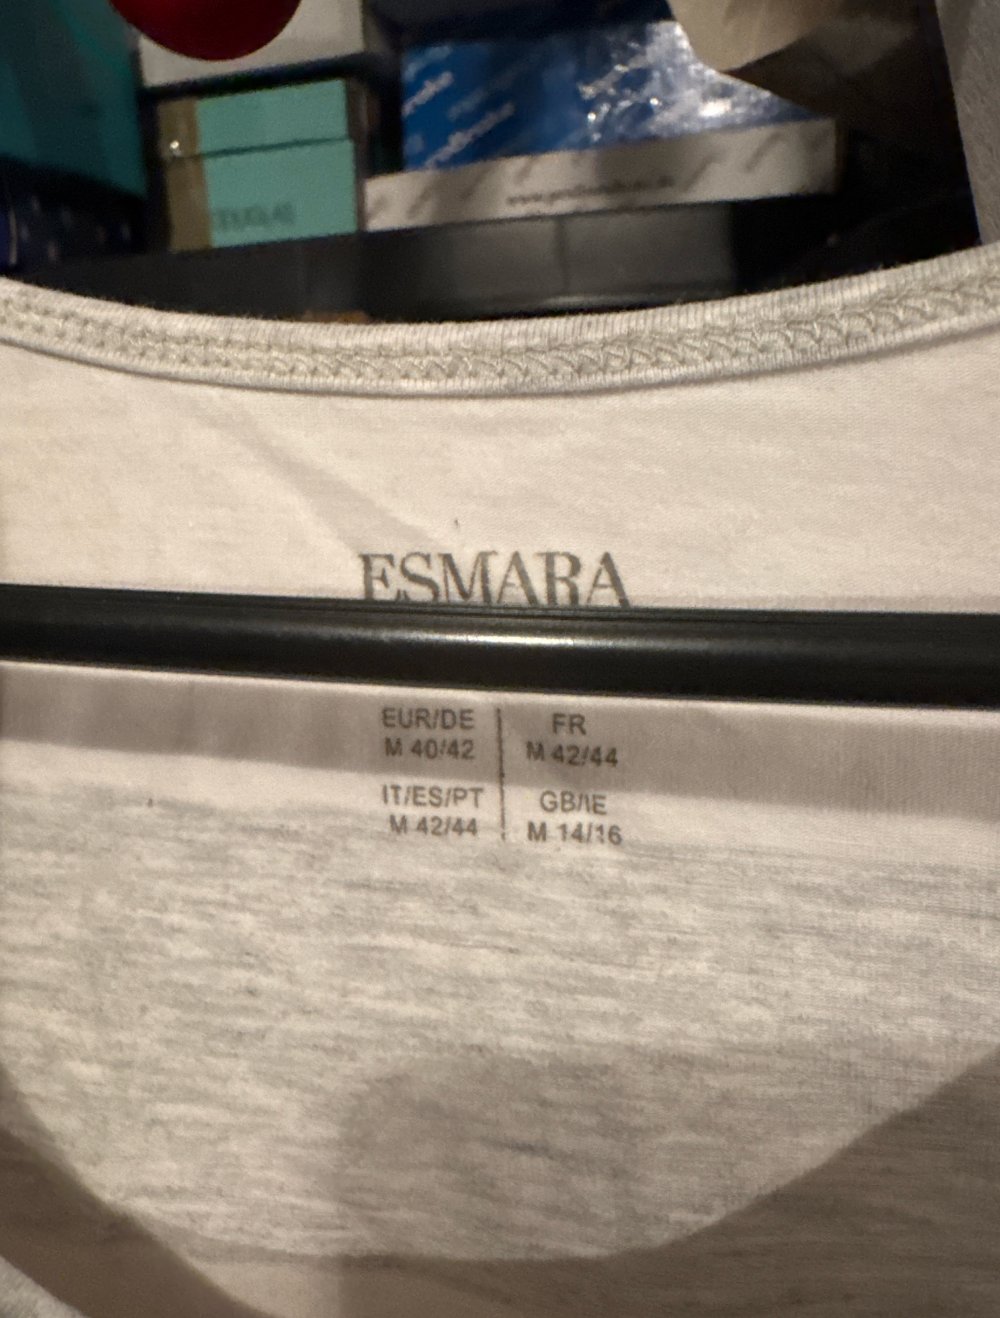 ESMARA
EUR/DE
M 40/42
FR
M 42/44
IT/ES/PT
M 42/44
GB/IE
M 14/16